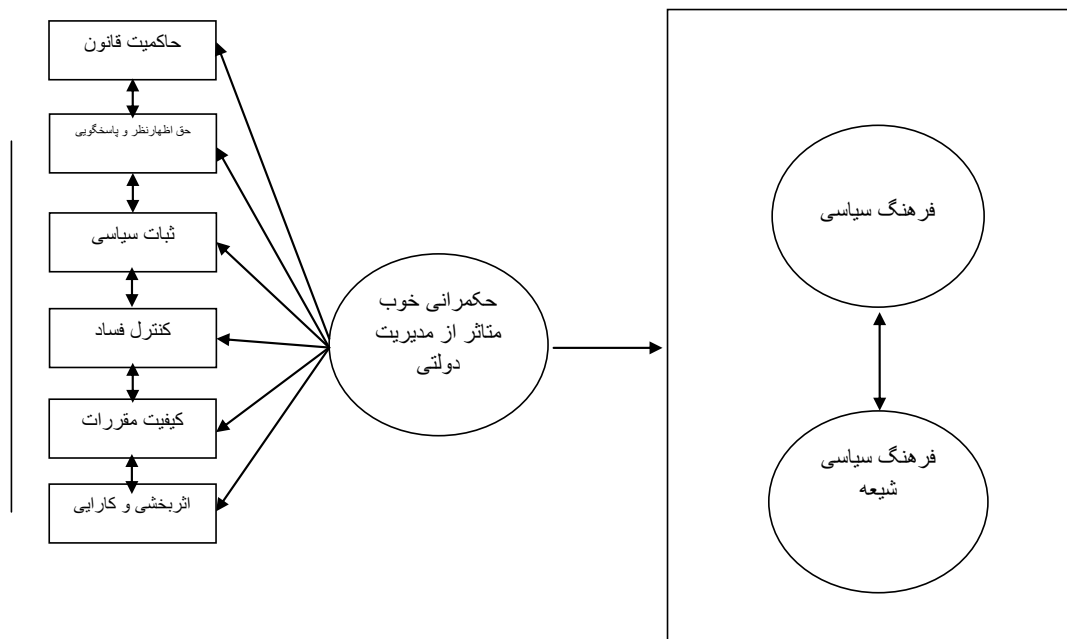 حاکمیت قانون
حق اظهارنظر و پاسخگویی
ثبات سیاسی
کنترل فساد
کیفیت مقررات
اثربخشی و کارایی
حکمرانی خوب
متاثر از مدیریت
دولتی
فرهنگ سیاسی
فرهنگ سیاسی
شیعه